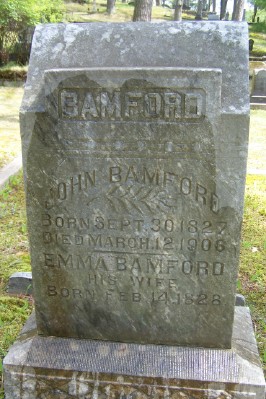 BAMFORD
JOHN BAMFORD
BORN SEPT. 30 1827
DIED MARCH. 12. 1906
EMMA BAMFORD
HIS WIFE
BORN FEB. 14. 1828